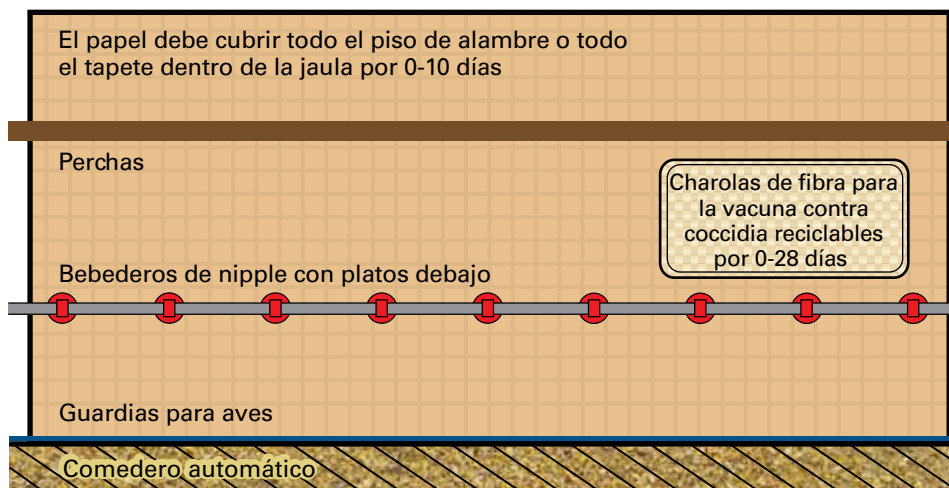 El papel debe cubrir todo el piso de alambre o todo
el tapete dentro de la jaula por 0-10 días
Perchas
Charolas de fibra para
la vacuna contra
coccidia reciclables
por 0-28 días
Bebederos de nipple con platos debajo
Guardias para aves
Comedero automático